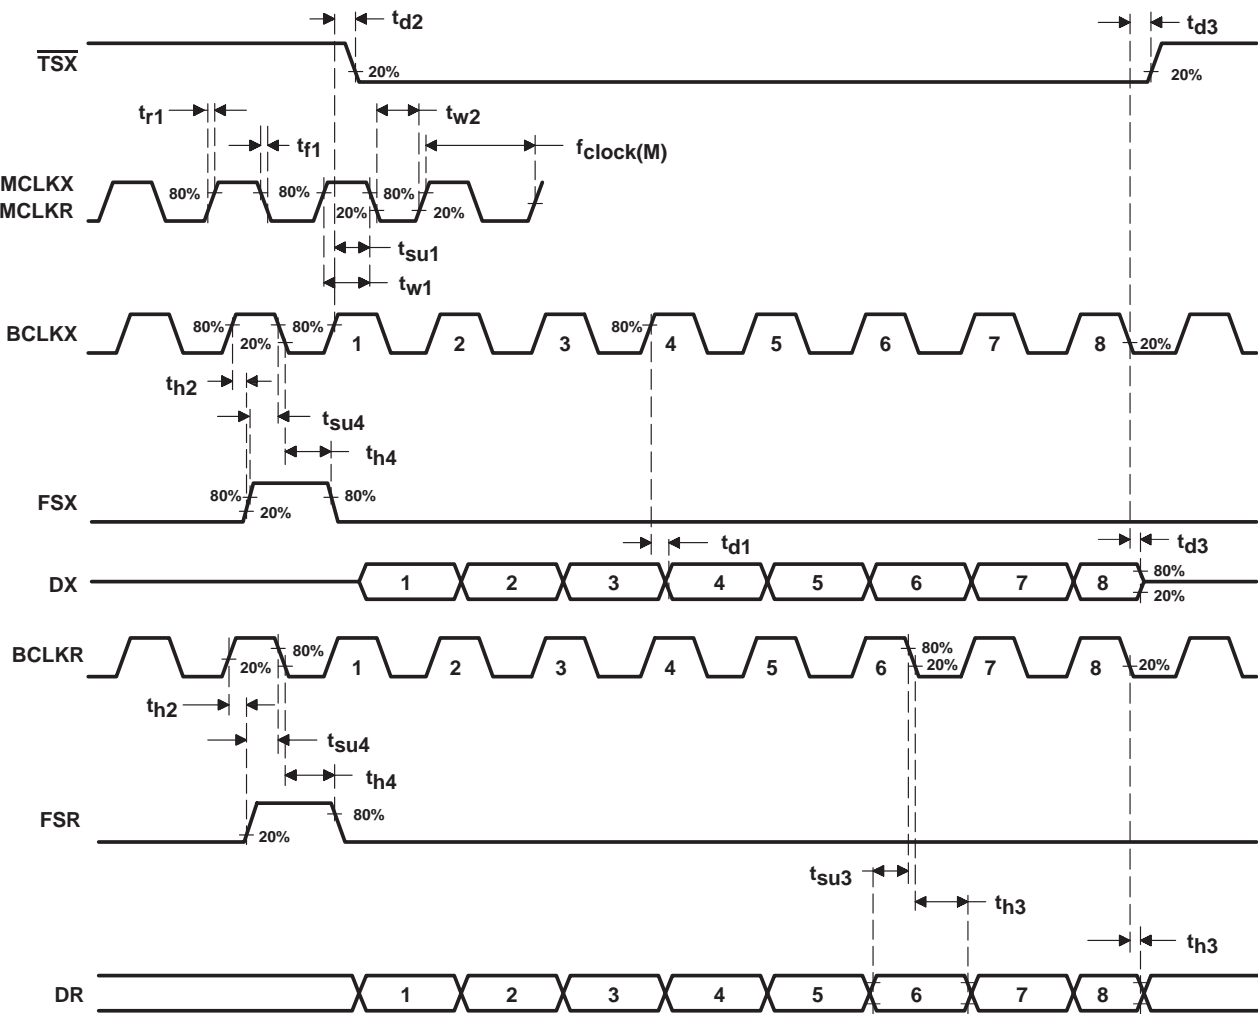 td2
td3
TSX
20%
20%
tr1
tw2
tf1
fclock(M)
MCLKX
80%
80%
80%
MCLKR
20%
20%
tsu1
tw1
BCLKX
80%
80%
80%
20%
1
2
3
4
5
6
7
8
20%
th2
tsu4
th4
FSX
80%
80%
20%
td1
td3
DX
1
2
3
4
5
6
7
8
80%
20%
BCLKR
20%
80%
1
2
3
4
5
6
80%
20%
7
8
20%
th2
tsu4
th4
FSR
20%
80%
tsu3
th3
th3
DR
1
2
3
4
5
6
7
8